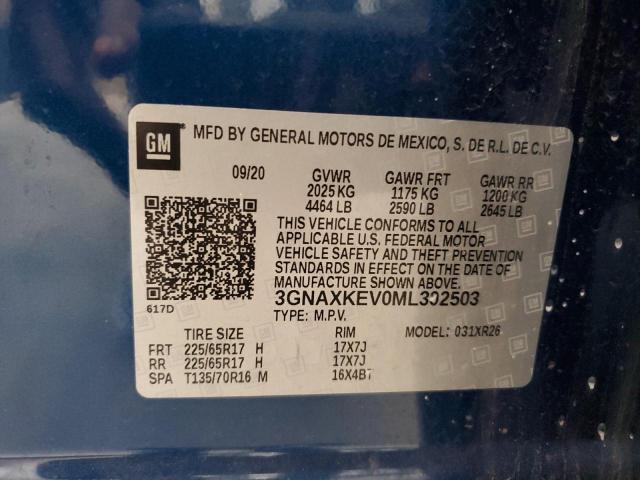 GM
MFD BY GENERAL MOTORS DE MEXICO, S. DE R.L. DE C.V.
09/20 GVWR GAWR FRT GAWR RR
2025 KG 1175 KG 1200 KG
4464 LB 2590 LB 2645 LB
THIS VEHICLE CONFORMS TO ALL
APPLICABLE U.S. FEDERAL MOTOR
VEHICLE SAFETY AND THEFT
PREVENTION STANDARDS IN EFFECT
ON THE DATE OF MANUFACTURE
SHOWN ABOVE.
617D
3GNAXKEV0ML302503
TYPE: M.P.V.
TIRE SIZE RIM MODEL: 031XR26
FRT 225/65R17 H 17X7J
RR 225/65R17 H 17X7J
SPA T135/70R16 M 16X4BT